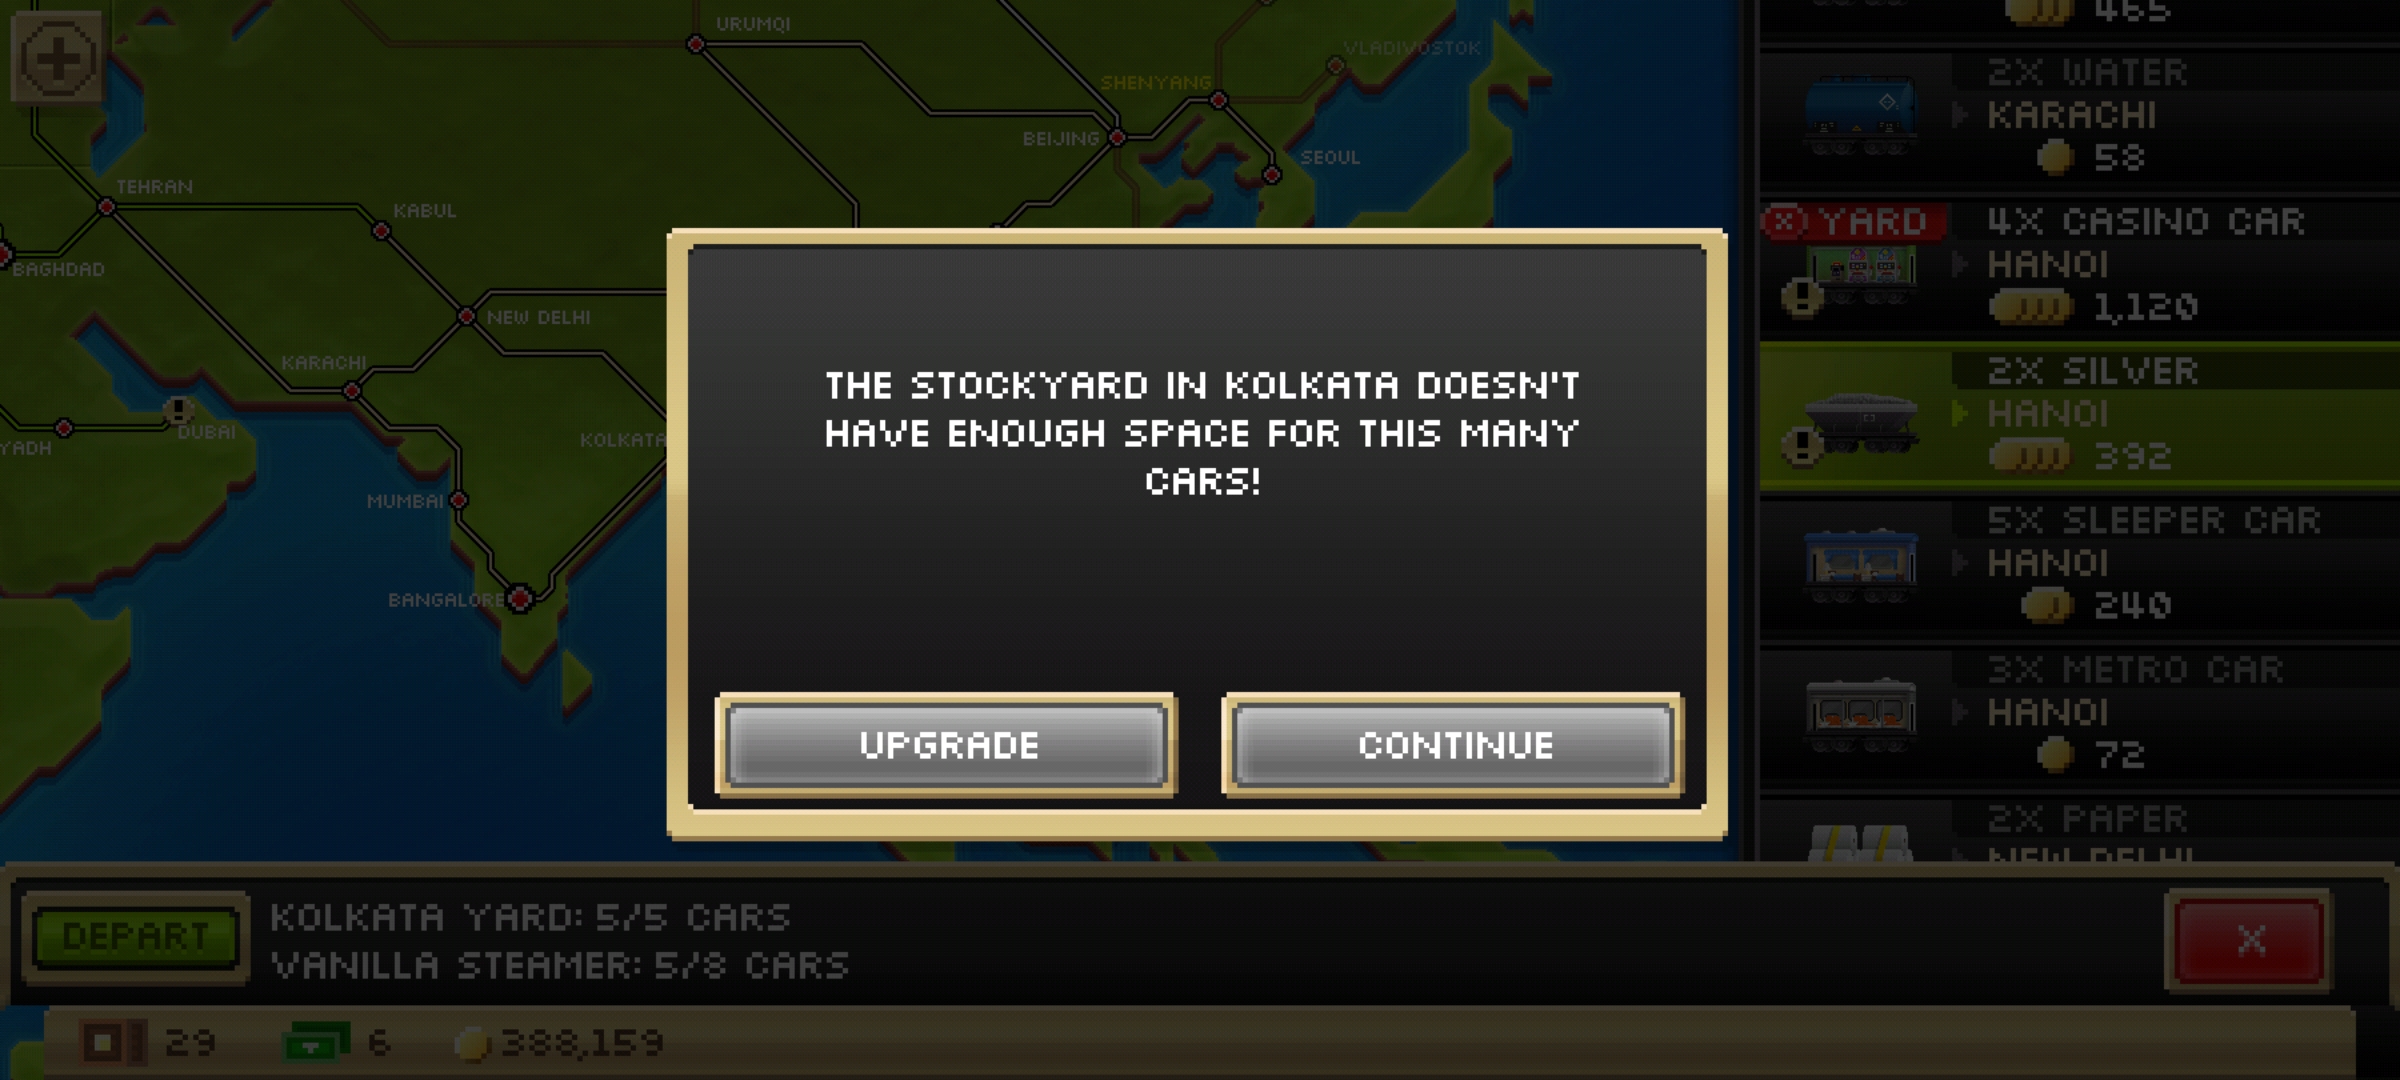 URUMQI
VLADIVOSTOK
SHENYANG
BEIJING
SEOUL
TEHRAN
KABUL
BAGHDAD
NEW DELHI
KARACHI
DUBAI
YADH
KOLKATA
MUMBAI
BANGALORE
THE STOCKYARD IN KOLKATA DOESN'T
HAVE ENOUGH SPACE FOR THIS MANY
CARS!
UPGRADE
CONTINUE
465
2X WATER
KARACHI
58
X YARD
4X CASINO CAR
HANOI
1,120
2X SILVER
HANOI
392
5X SLEEPER CAR
HANOI
240
3X METRO CAR
HANOI
72
2X PAPER
NEW DELHI
DEPART
KOLKATA YARD: 5/5 CARS
VANILLA STEAMER: 5/8 CARS
X
29
6
388,159